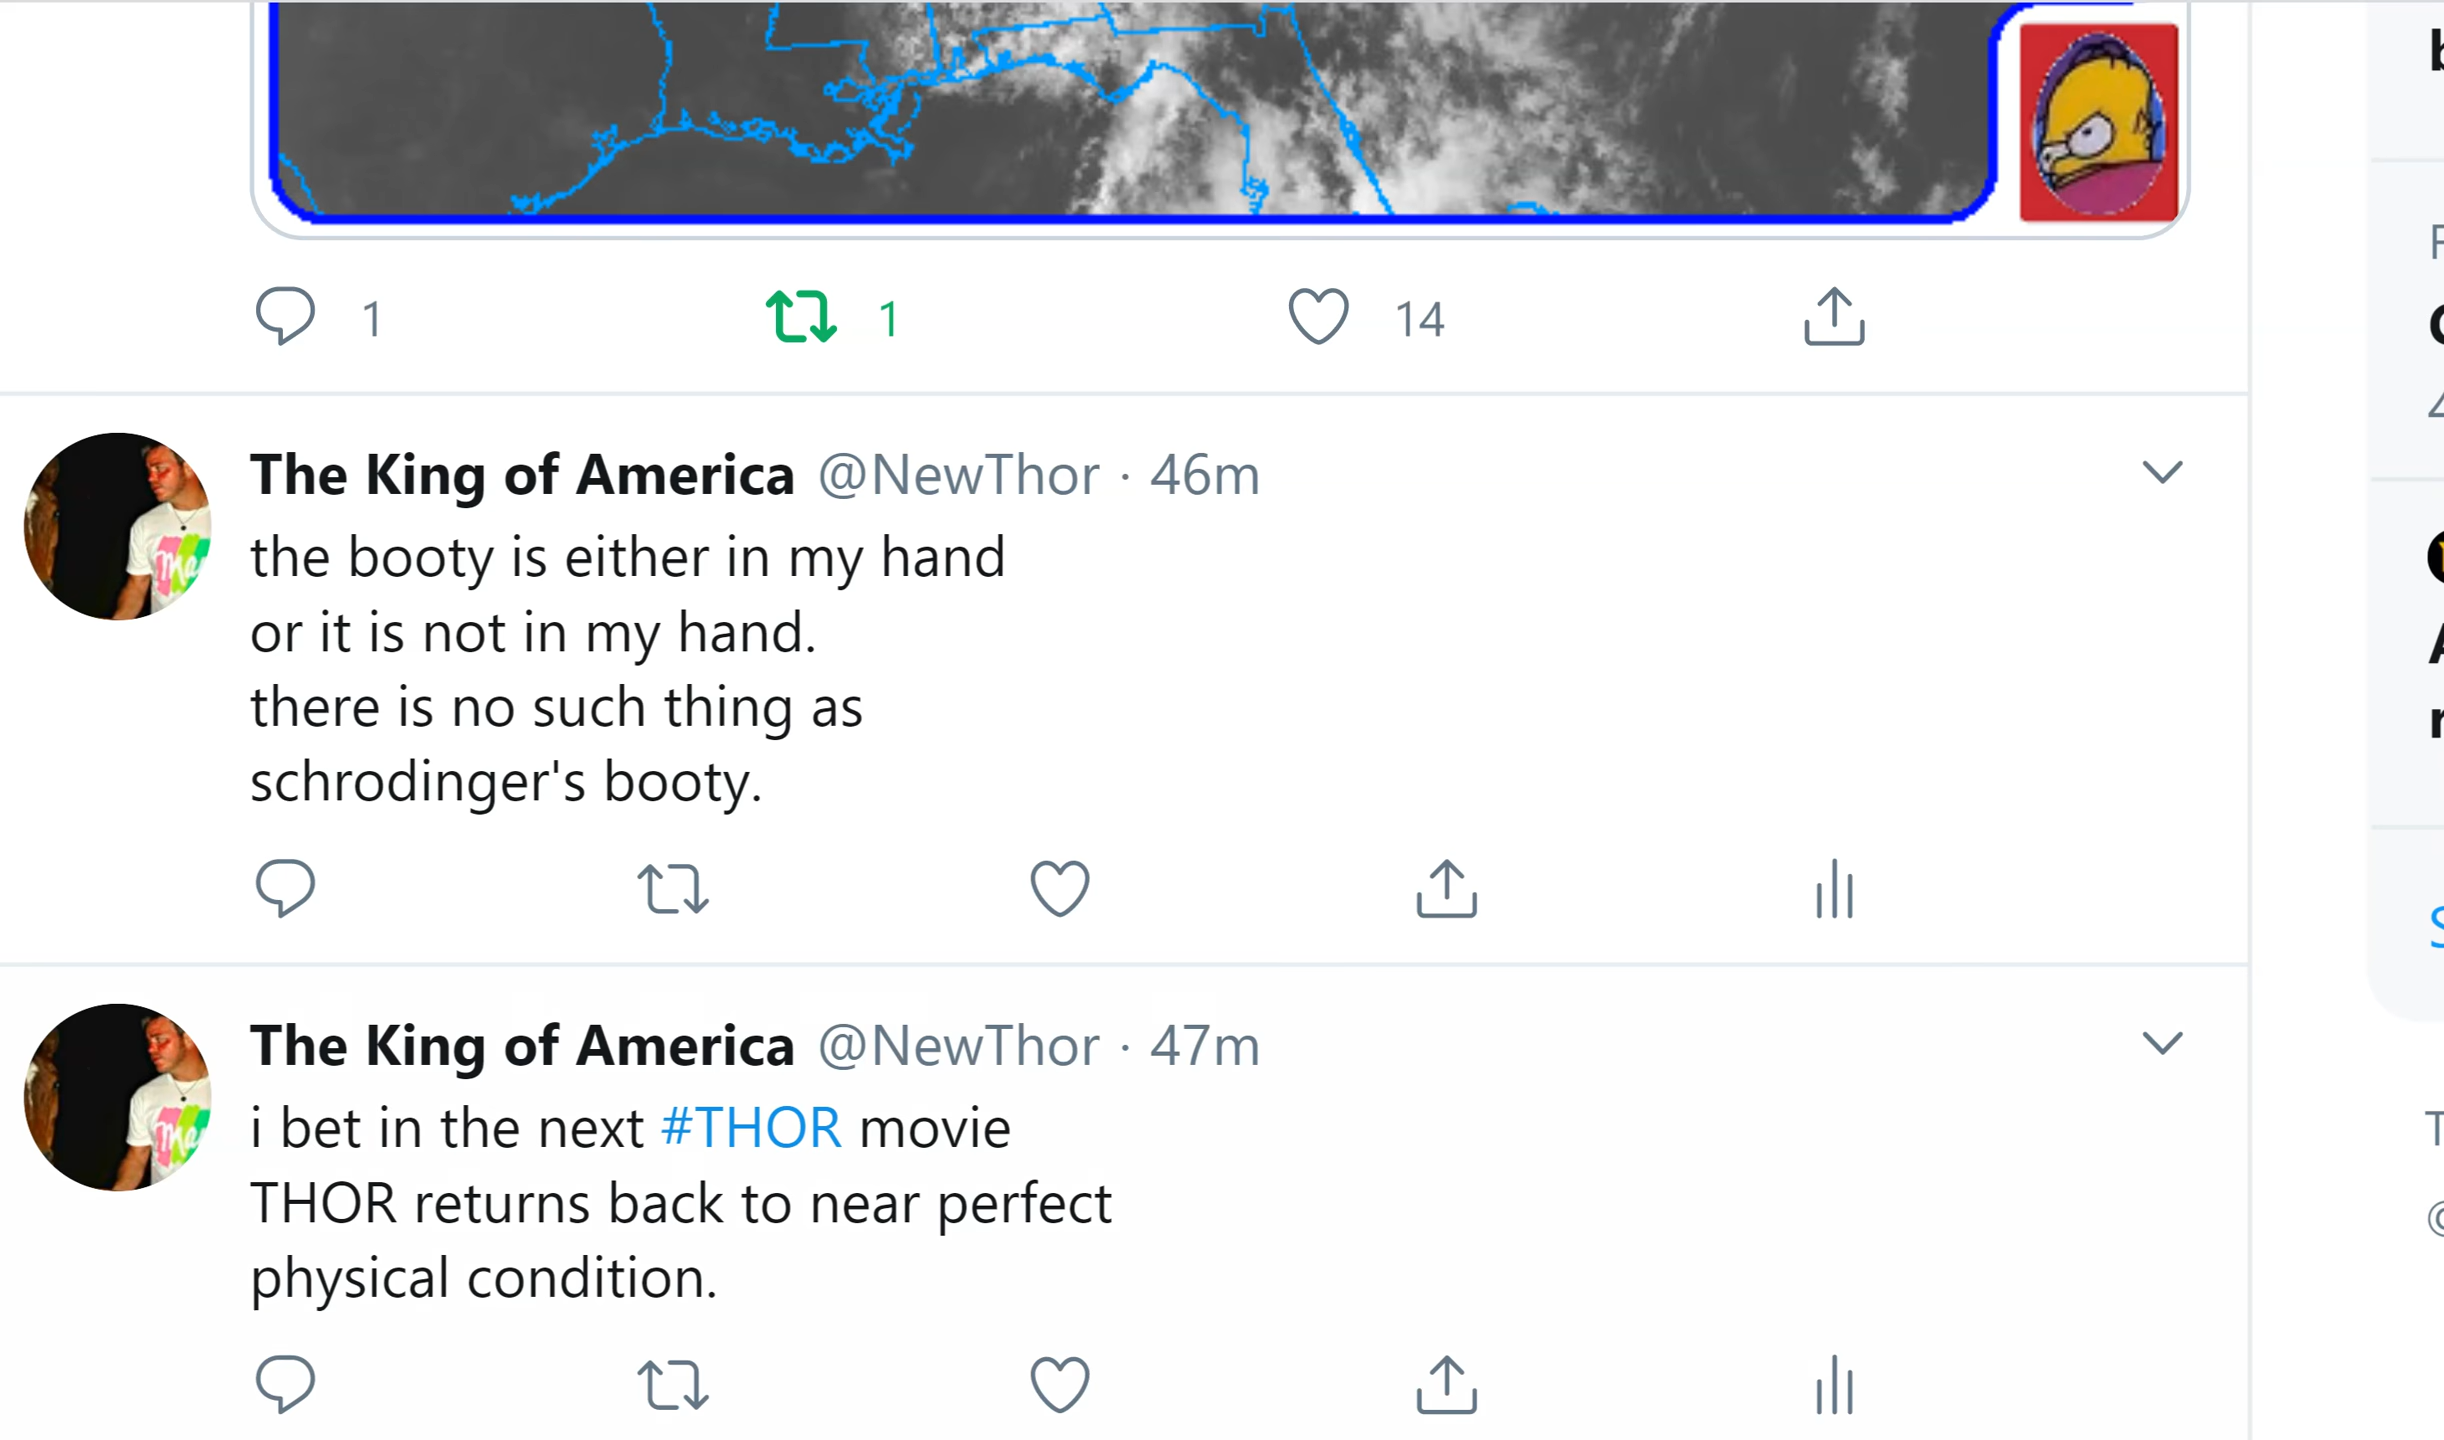 1 1 14
The King of America @NewThor · 46m
the booty is either in my hand
or it is not in my hand.
there is no such thing as
schrodinger's booty.
The King of America @NewThor · 47m
i bet in the next #THOR movie
THOR returns back to near perfect
physical condition.